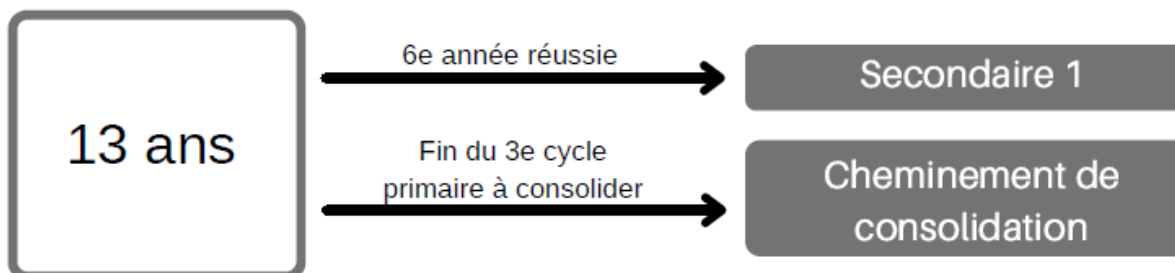 13 ans
6e année réussie
Secondaire 1
Fin du 3e cycle
primaire à consolider
Cheminement de
consolidation